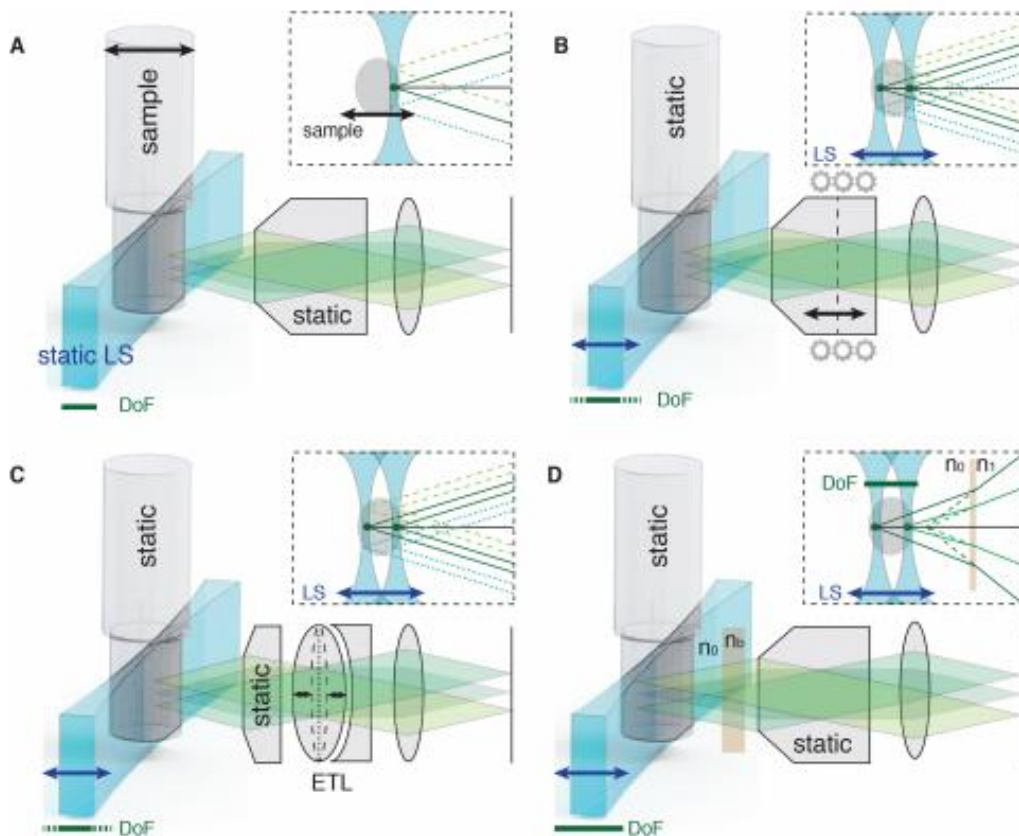 A
sample
sample
static
static LS
DoF
B
static
LS
DoF
C
static
LS
static
ETL
DoF
D
static
DoF
n₀ n₁
LS
n₀ n_b
static
DoF